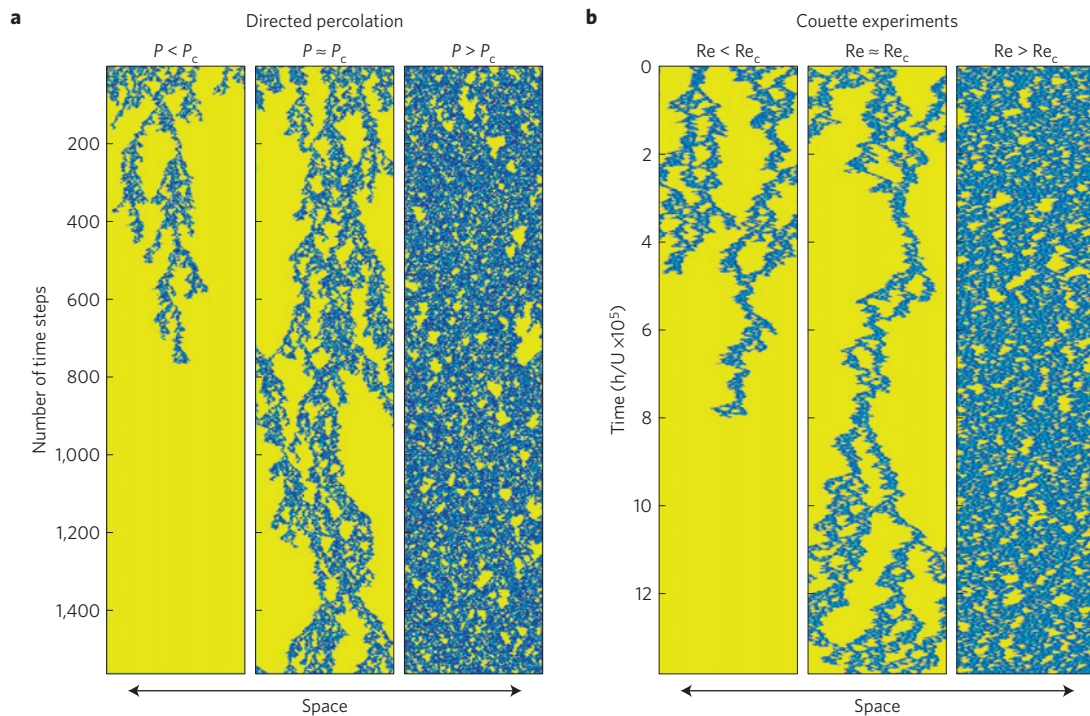 a
Directed percolation
P < Pc
P ≈ Pc
P > Pc
200
400
600
800
1,000
1,200
1,400
Number of time steps
Space
b
Couette experiments
Re < Rec
Re ≈ Rec
Re > Rec
0
2
4
6
8
10
12
Time (h/U ×10⁵)
Space